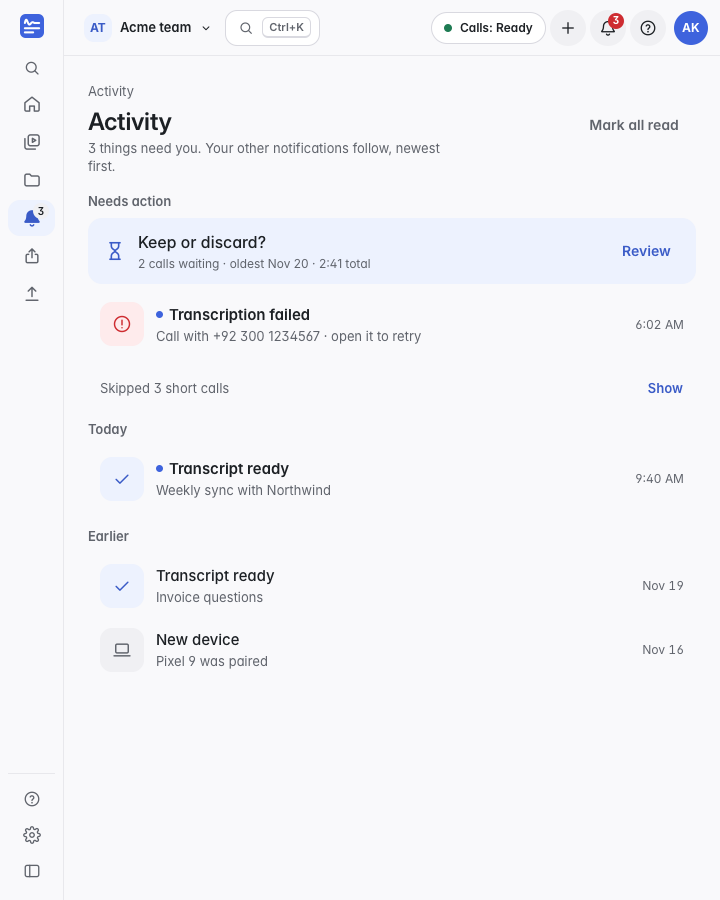 AT Acme team Ctrl+K Calls: Ready 3 AK
3
Activity
Activity
Mark all read
3 things need you. Your other notifications follow, newest
first.
Needs action
Keep or discard?
2 calls waiting · oldest Nov 20 · 2:41 total
Review
Transcription failed
Call with +92 300 1234567 · open it to retry
6:02 AM
Skipped 3 short calls
Show
Today
Transcript ready
Weekly sync with Northwind
9:40 AM
Earlier
Transcript ready
Invoice questions
Nov 19
New device
Pixel 9 was paired
Nov 16